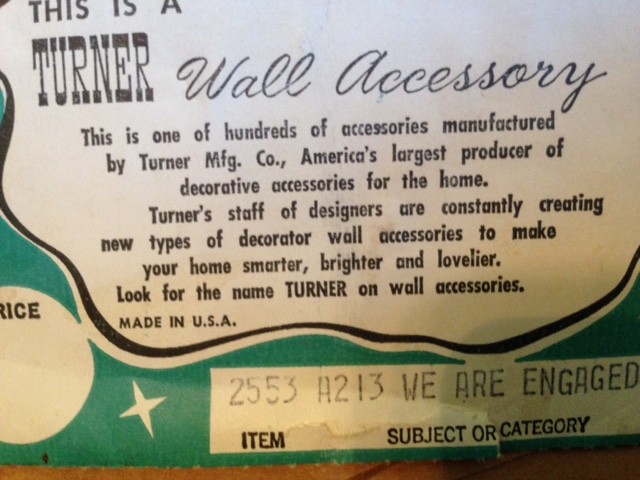 THIS IS A
TURNER Wall Accessory
This is one of hundreds of accessories manufactured
by Turner Mfg. Co., America's largest producer of
decorative accessories for the home.
Turner's staff of designers are constantly creating
new types of decorator wall accessories to make
your home smarter, brighter and lovelier.
Look for the name TURNER on wall accessories.
MADE IN U.S.A.
RICE
2553 A213 WE ARE ENGAGED
ITEM SUBJECT OR CATEGORY